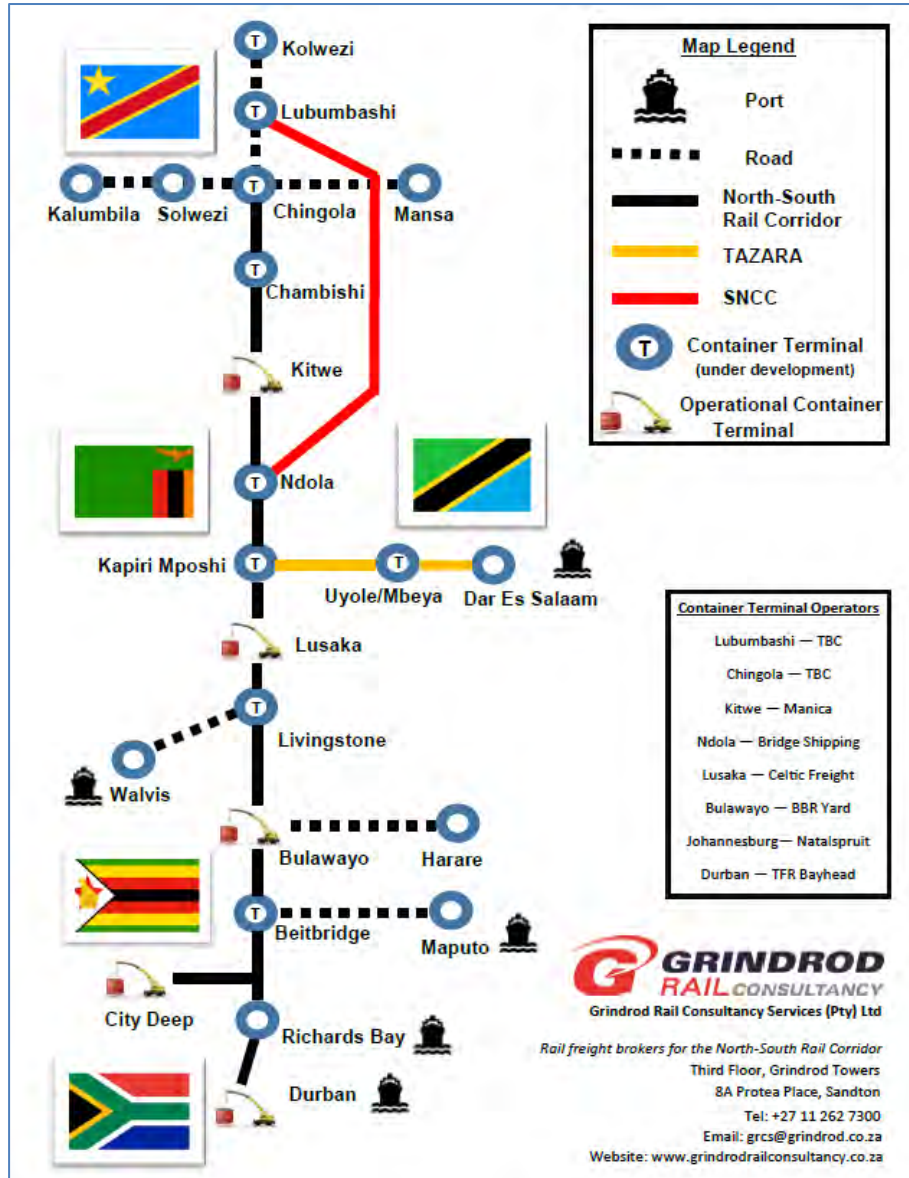 Kolwezi
Lubumbashi
Kalumbila
Solwezi
Chingola
Mansa
Chambishi
Kitwe
Ndola
Kapiri Mposhi
Uyole/Mbeya
Dar Es Salaam
Lusaka
Livingstone
Walvis
Bulawayo
Harare
Beitbridge
Maputo
City Deep
Richards Bay
Durban
T
T
T
T
T
T
T
T
T
Map Legend
Port
Road
North-South
Rail Corridor
TAZARA
SNCC
T
Container Terminal
(under development)
Operational Container
Terminal
Container Terminal Operators
Lubumbashi — TBC
Chingola — TBC
Kitwe — Manica
Ndola — Bridge Shipping
Lusaka — Celtic Freight
Bulawayo — BBR Yard
Johannesburg— Natalspruit
Durban — TFR Bayhead
GRINDROD
RAIL CONSULTANCY
Grindrod Rail Consultancy Services (Pty) Ltd
Rail freight brokers for the North-South Rail Corridor
Third Floor, Grindrod Towers
8A Protea Place, Sandton
Tel: +27 11 262 7300
Email: grcs@grindrod.co.za
Website: www.grindrodrailconsultancy.co.za